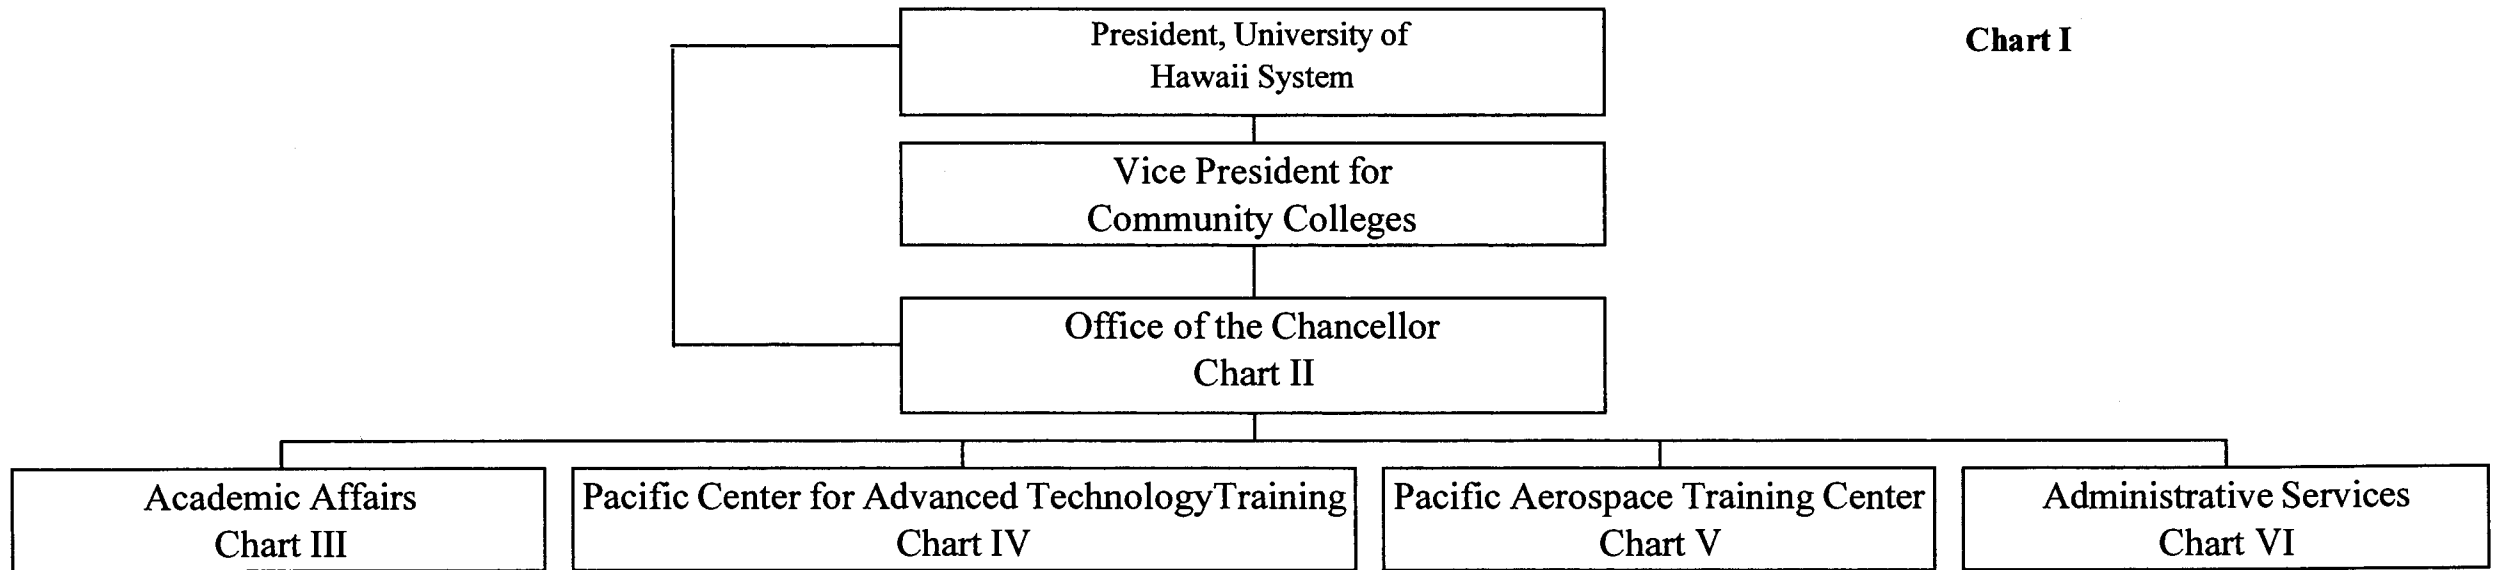 President, University of
Hawaii System
Chart I
Vice President for
Community Colleges
Office of the Chancellor
Chart II
Academic Affairs
Chart III
Pacific Center for Advanced TechnologyTraining
Chart IV
Pacific Aerospace Training Center
Chart V
Administrative Services
Chart VI